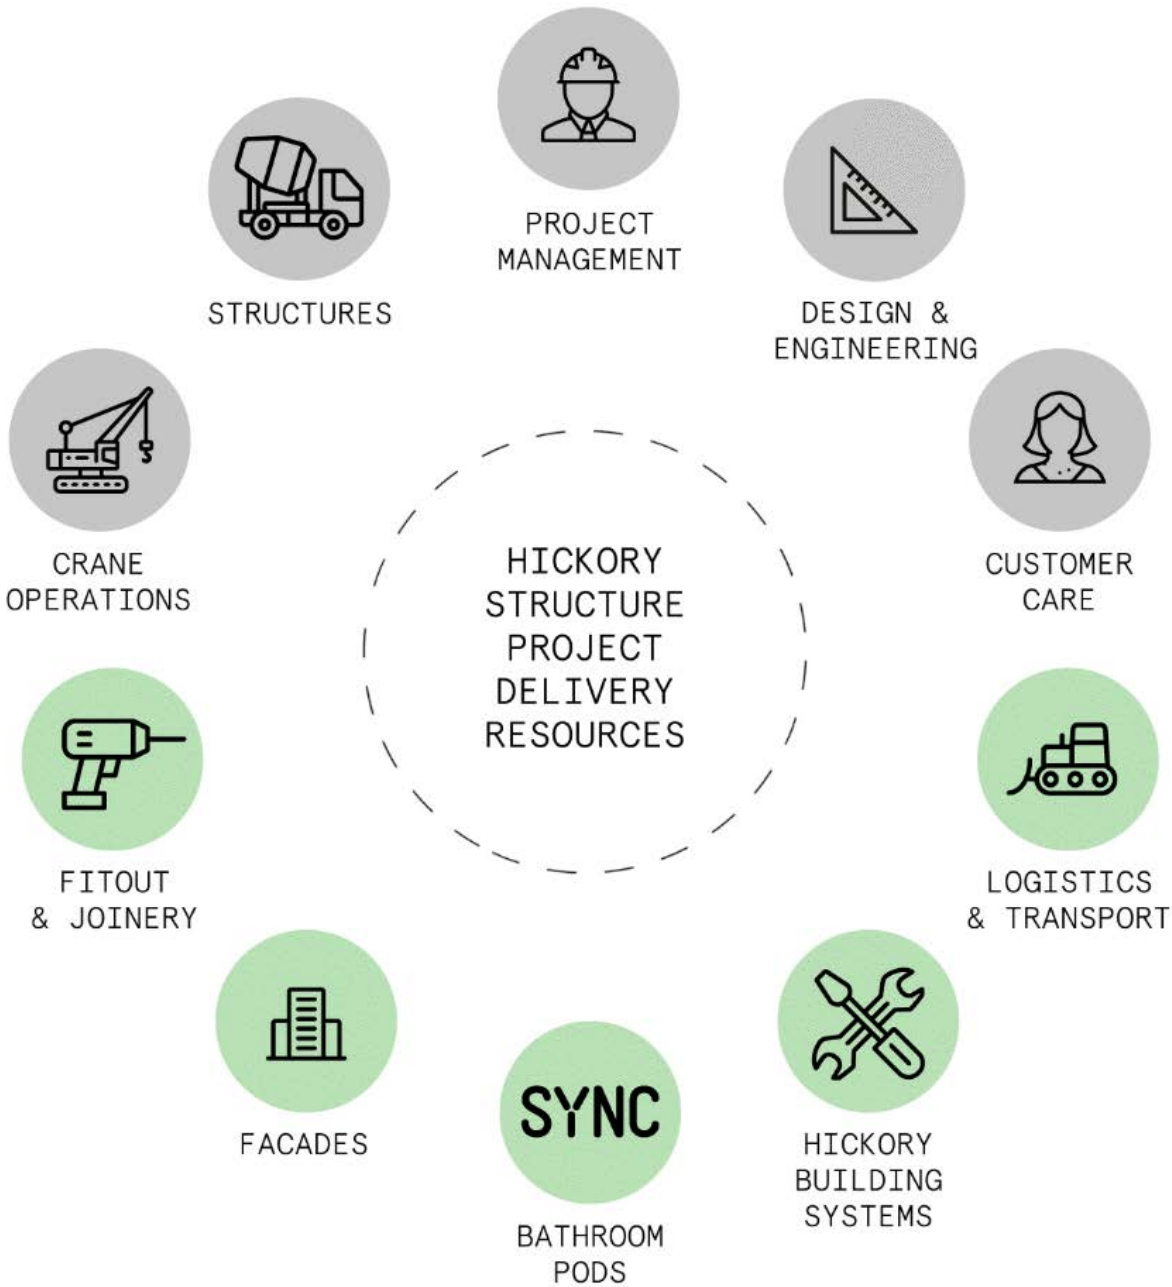 PROJECT
MANAGEMENT
STRUCTURES
DESIGN &
ENGINEERING
CRANE
OPERATIONS
CUSTOMER
CARE
HICKORY
STRUCTURE
PROJECT
DELIVERY
RESOURCES
FITOUT
& JOINERY
LOGISTICS
& TRANSPORT
FACADES
SYNC
BATHROOM
PODS
HICKORY
BUILDING
SYSTEMS